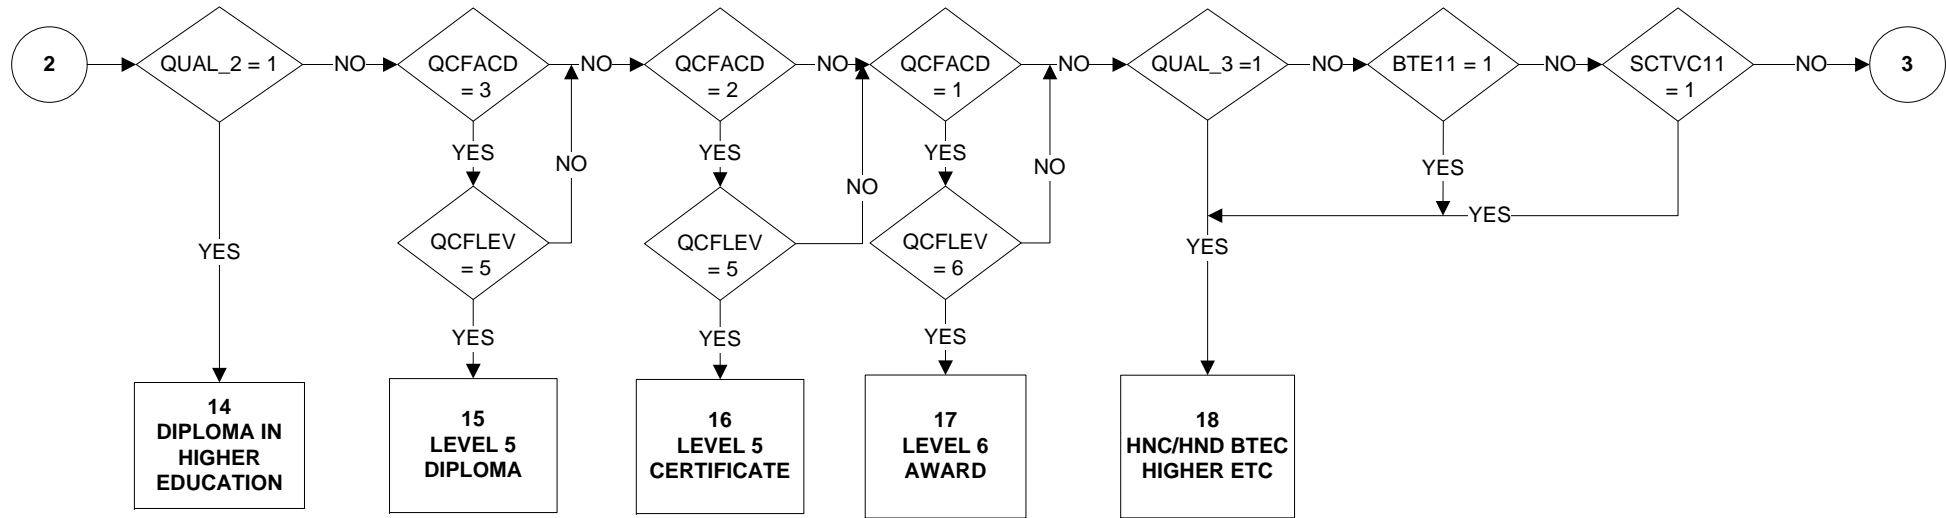 2
QUAL_2 = 1
NO
QCFACD
= 3
NO
QCFACD
= 2
NO
QCFACD
= 1
NO
QUAL_3 =1
NO
BTE11 = 1
NO
SCTVC11
= 1
NO
3
YES
YES
YES
YES
NO
NO
NO
YES
YES
YES
QCFLEV
= 5
QCFLEV
= 5
QCFLEV
= 6
YES
YES
YES
YES
14
DIPLOMA IN
HIGHER
EDUCATION
15
LEVEL 5
DIPLOMA
16
LEVEL 5
CERTIFICATE
17
LEVEL 6
AWARD
18
HNC/HND BTEC
HIGHER ETC